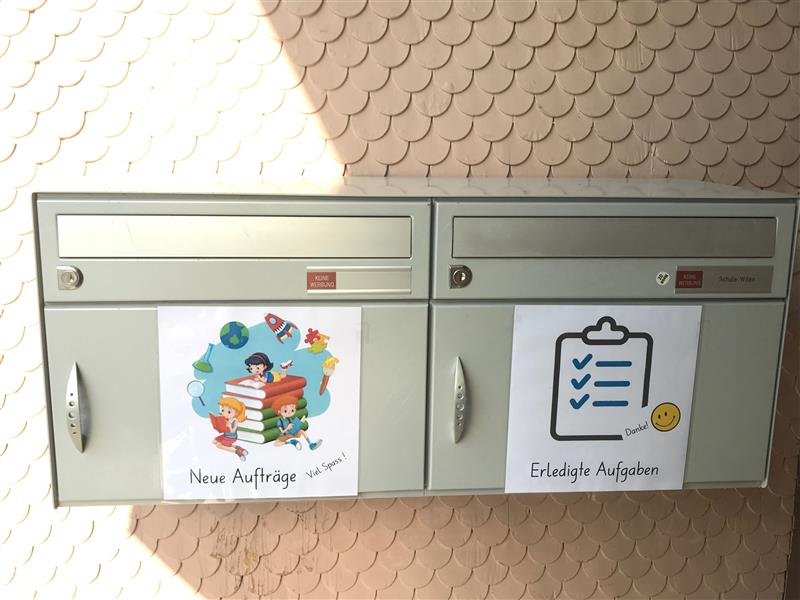 KEINE
WERBUNG
KEINE
WERBUNG
Schule Wilen
Neue Aufträge
Viel Spass!
Danke!
Erledigte Aufgaben